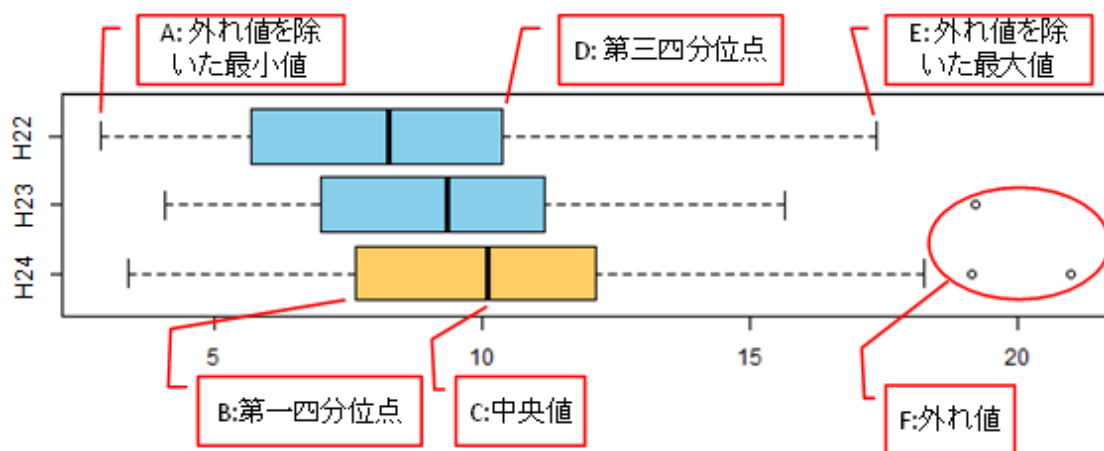 A: 外れ値を除
いた最小値
D: 第三四分位点
E: 外れ値を除
いた最大値
H22
H23
H24
5
10
15
20
B:第一四分位点
C:中央値
F:外れ値